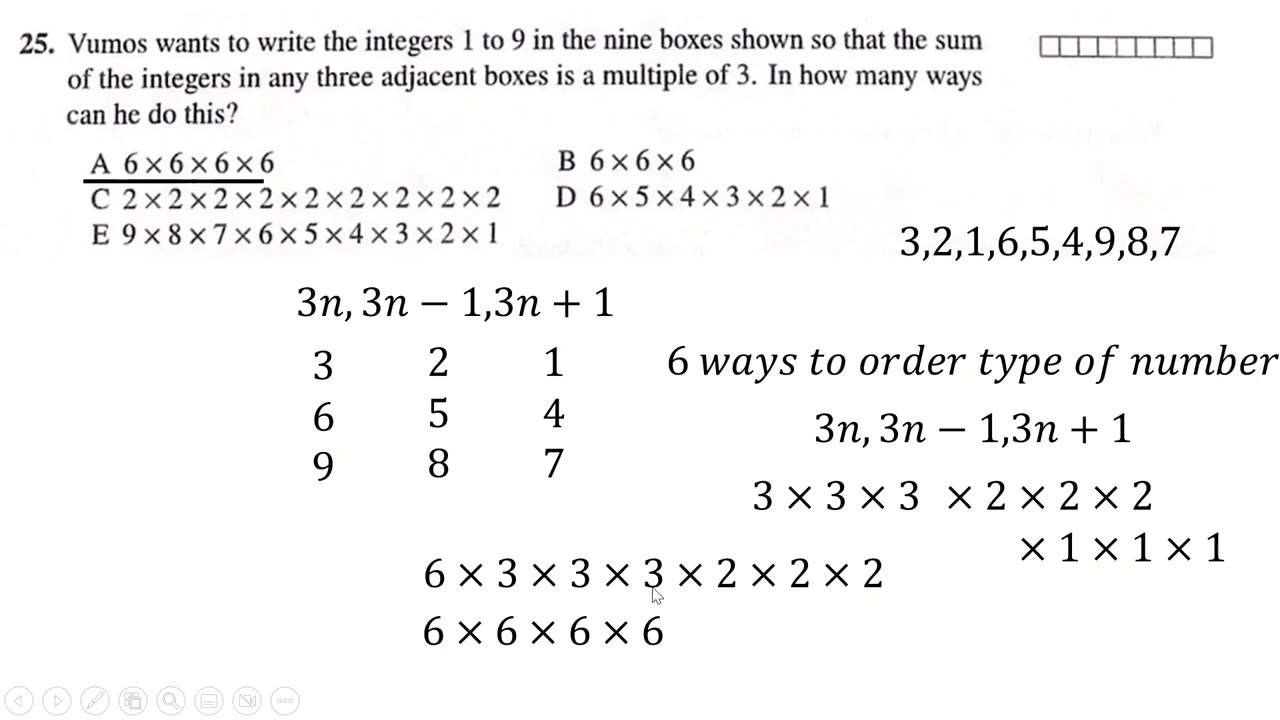 25. Vumos wants to write the integers 1 to 9 in the nine boxes shown so that the sum
of the integers in any three adjacent boxes is a multiple of 3. In how many ways
can he do this?
A 6×6×6×6 B 6×6×6
C 2×2×2×2×2×2×2×2×2 D 6×5×4×3×2×1
E 9×8×7×6×5×4×3×2×1
3,2,1,6,5,4,9,8,7
3n, 3n − 1,3n + 1
3 2 1
6 ways to order type of number
6 5 4
3n, 3n − 1,3n + 1
9 8 7
3 × 3 × 3 × 2 × 2 × 2
× 1 × 1 × 1
6 × 3 × 3 × 3 × 2 × 2 × 2
6 × 6 × 6 × 6